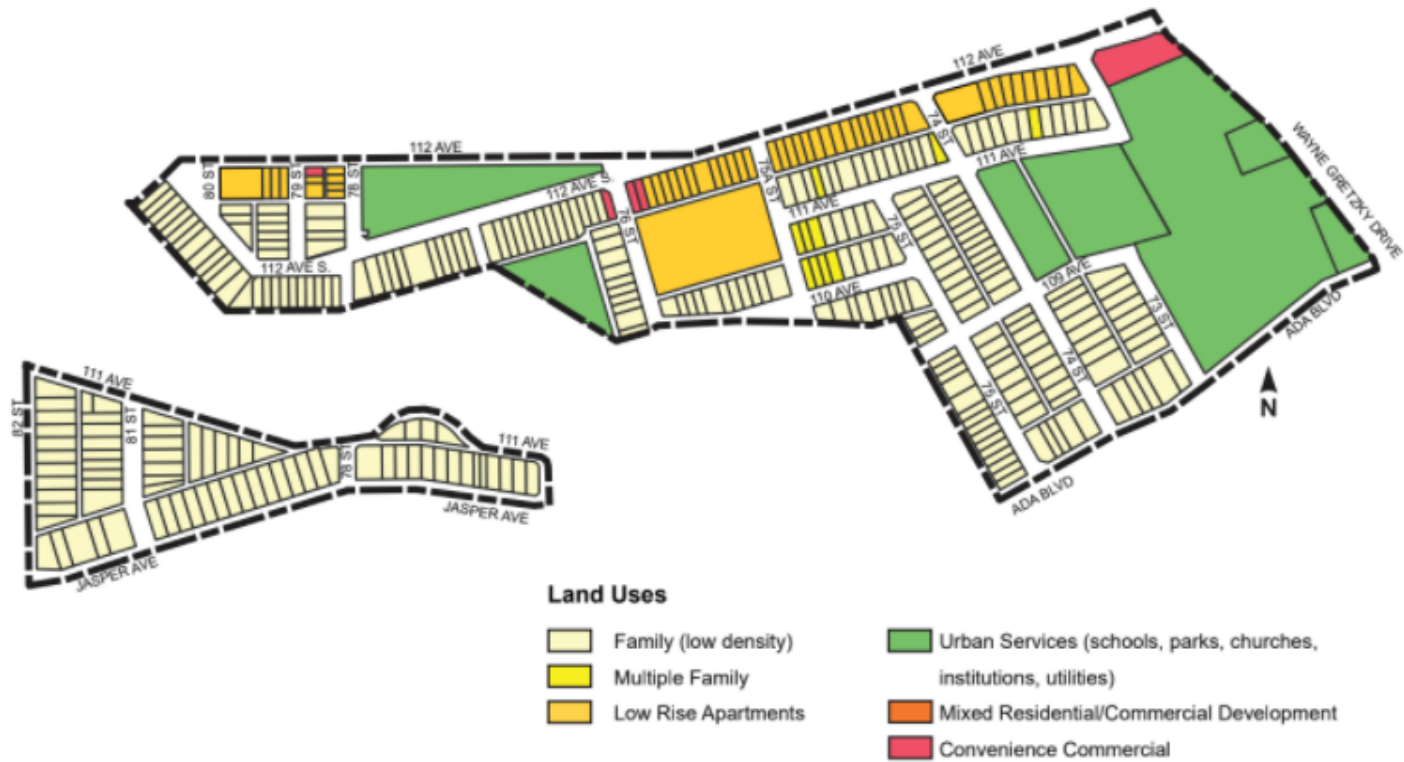 112 AVE
WAYNE GRETZKY DRIVE
74 ST
112 AVE
111 AVE
80 ST
79 ST
78 ST
75A ST
112 AVE S.
76 ST
111 AVE
75 ST
112 AVE S.
109 AVE
110 AVE
73 ST
ADA BLVD
N
74 ST
111 AVE
75 ST
82 ST
81 ST
111 AVE
78 ST
ADA BLVD
JASPER AVE
JASPER AVE
Land Uses
Family (low density)
Multiple Family
Low Rise Apartments
Urban Services (schools, parks, churches,
institutions, utilities)
Mixed Residential/Commercial Development
Convenience Commercial